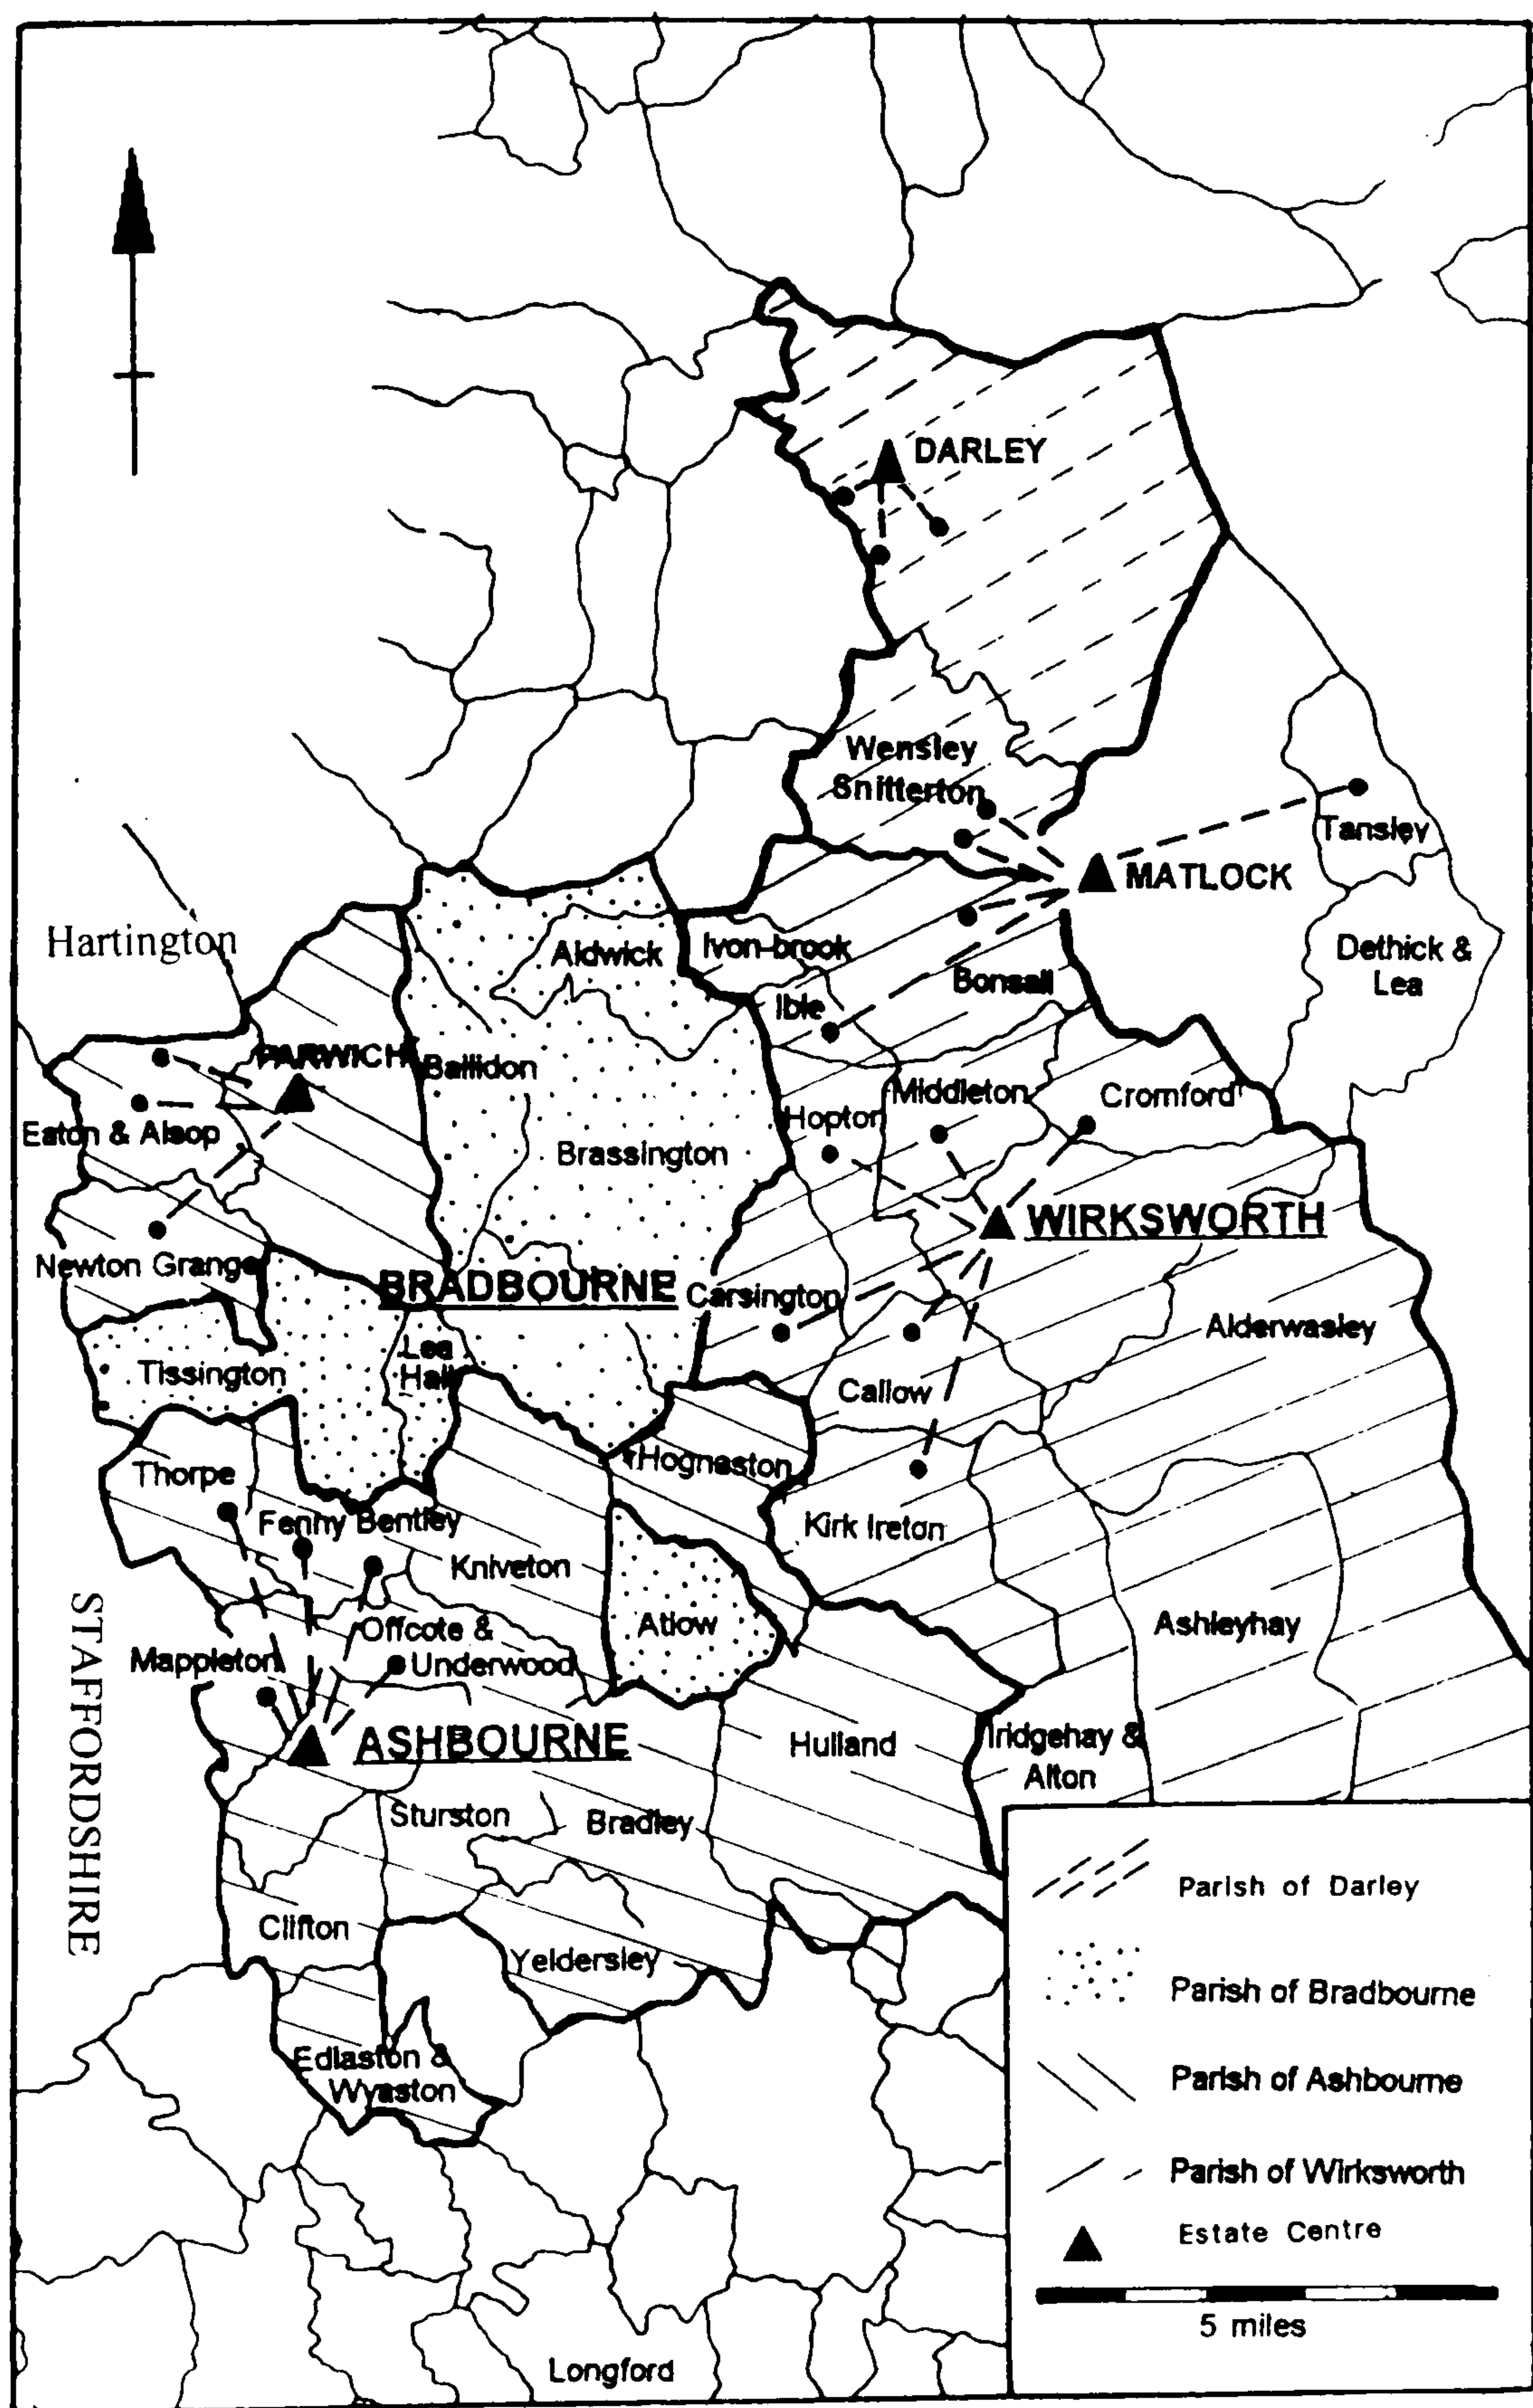 DARLEY
Wensley
Snitterton
Tansley
MATLOCK
Hartington
Aldwick
Ivon-brook
Dethick &
Lea
Bonsall
Ible
PARWICH
Ballidon
Middleton
Cromford
Hopton
Eaton & Alsop
Brassington
WIRKSWORTH
Newton Grange
BRADBOURNE
Carsington
Alderwasley
Lea
Hall
Tissington
Callow
Thorpe
Hognaston
Fenny Bentley
Kirk Ireton
Kniveton
STAFFORDSHIRE
Offcote &
Underwood
Atlow
Ashleyhay
Mappleton
ASHBOURNE
Hulland
Iridgehay &
Alton
Sturston
Bradley
Clifton
Yeldersley
Edlaston &
Wyaston
Longford
Parish of Darley
Parish of Bradbourne
Parish of Ashbourne
Parish of Wirksworth
Estate Centre
5 miles